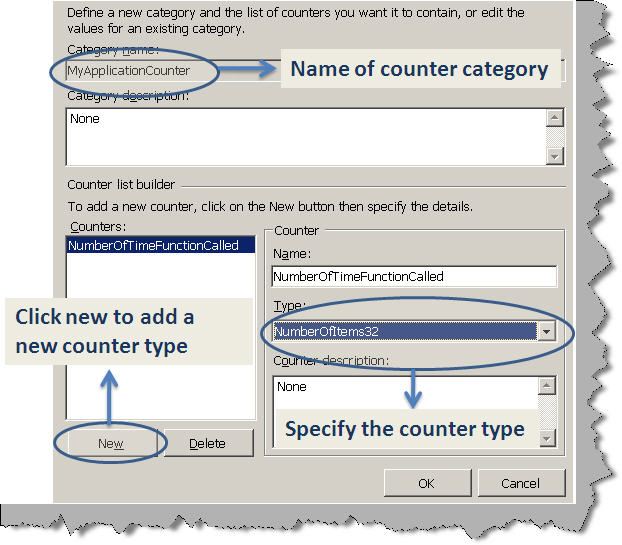 Define a new category and the list of counters you want it to contain, or edit the
values for an existing category.
Category name:
MyApplicationCounter
Name of counter category
Category description:
None
Counter list builder
To add a new counter, click on the New button then specify the details.
Counters:
NumberOfTimeFunctionCalled
Counter
Name:
NumberOfTimeFunctionCalled
Type:
NumberOfItems32
Click new to add a
new counter type
Counter description:
None
Specify the counter type
New
Delete
OK
Cancel